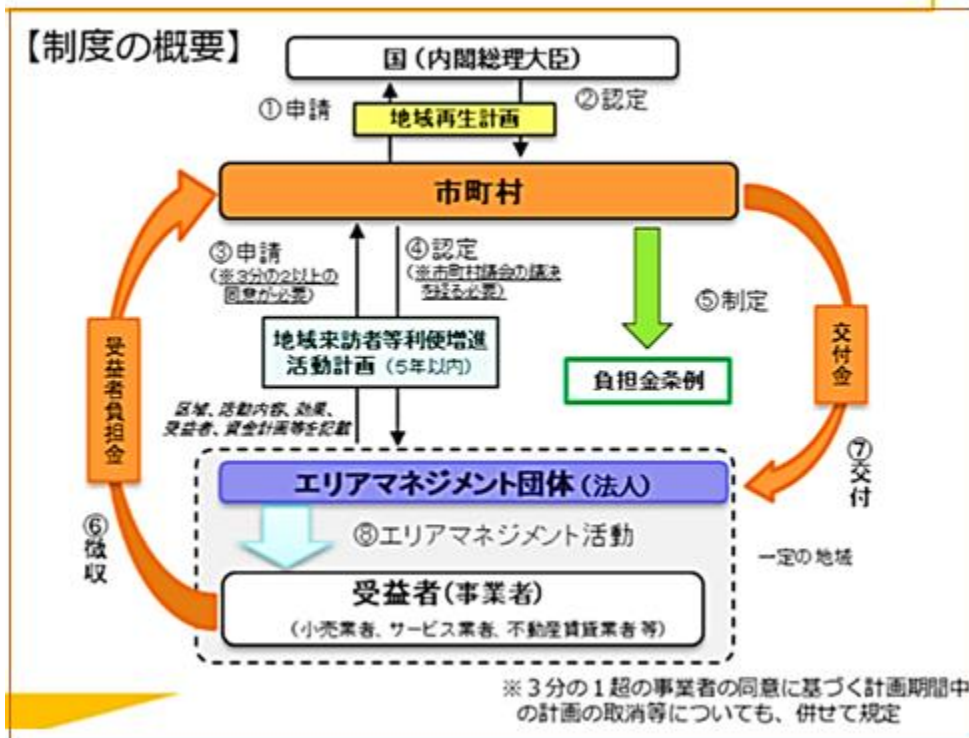 【制度の概要】
国(内閣総理大臣)
①申請
②認定
地域再生計画
市町村
③申請
(※3分の2以上の
同意が必要)
④認定
(※市町村議会の議決
を経る必要)
⑤制定
地域来訪者等利便増進
活動計画(5年以内)
負担金条例
受益者負担金
交付金
区域、活動内容、効果、
受益者、資金計画等を記載
⑥徴収
⑦交付
エリアマネジメント団体(法人)
⑧エリアマネジメント活動
一定の地域
受益者(事業者)
(小売業者、サービス業者、不動産賃貸業者等)
※3分の1超の事業者の同意に基づく計画期間中
の計画の取消等についても、併せて規定